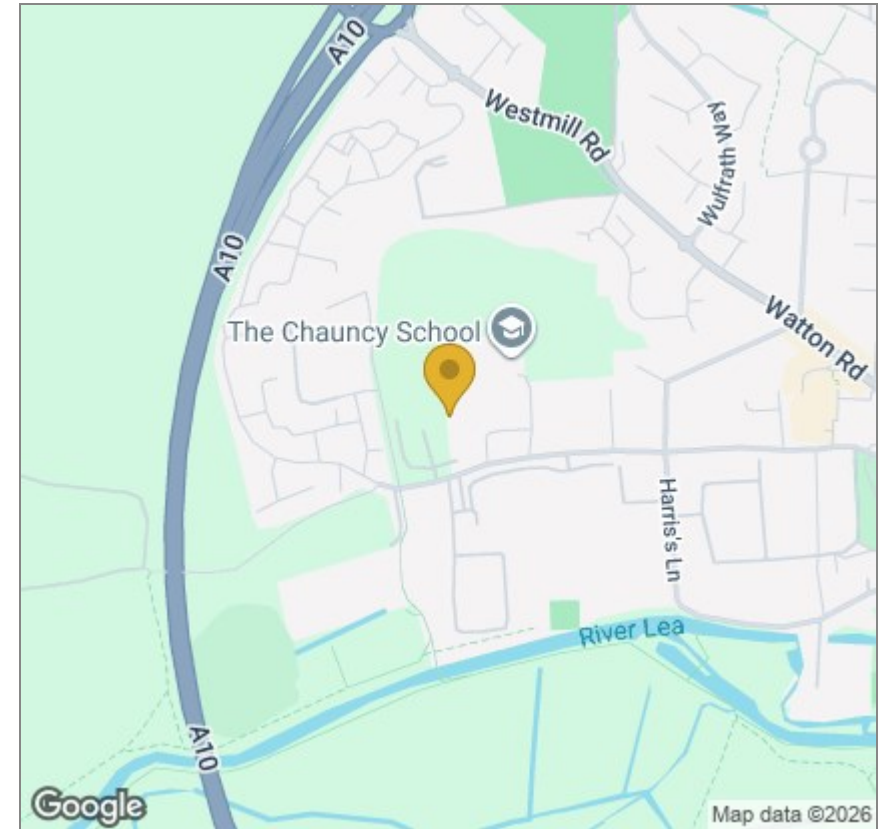 A10
Westmill Rd
Wulfrath Way
A10
Watton Rd
The Chauncy School
Harris's Ln
River Lea
A10
Google
Map data ©2026